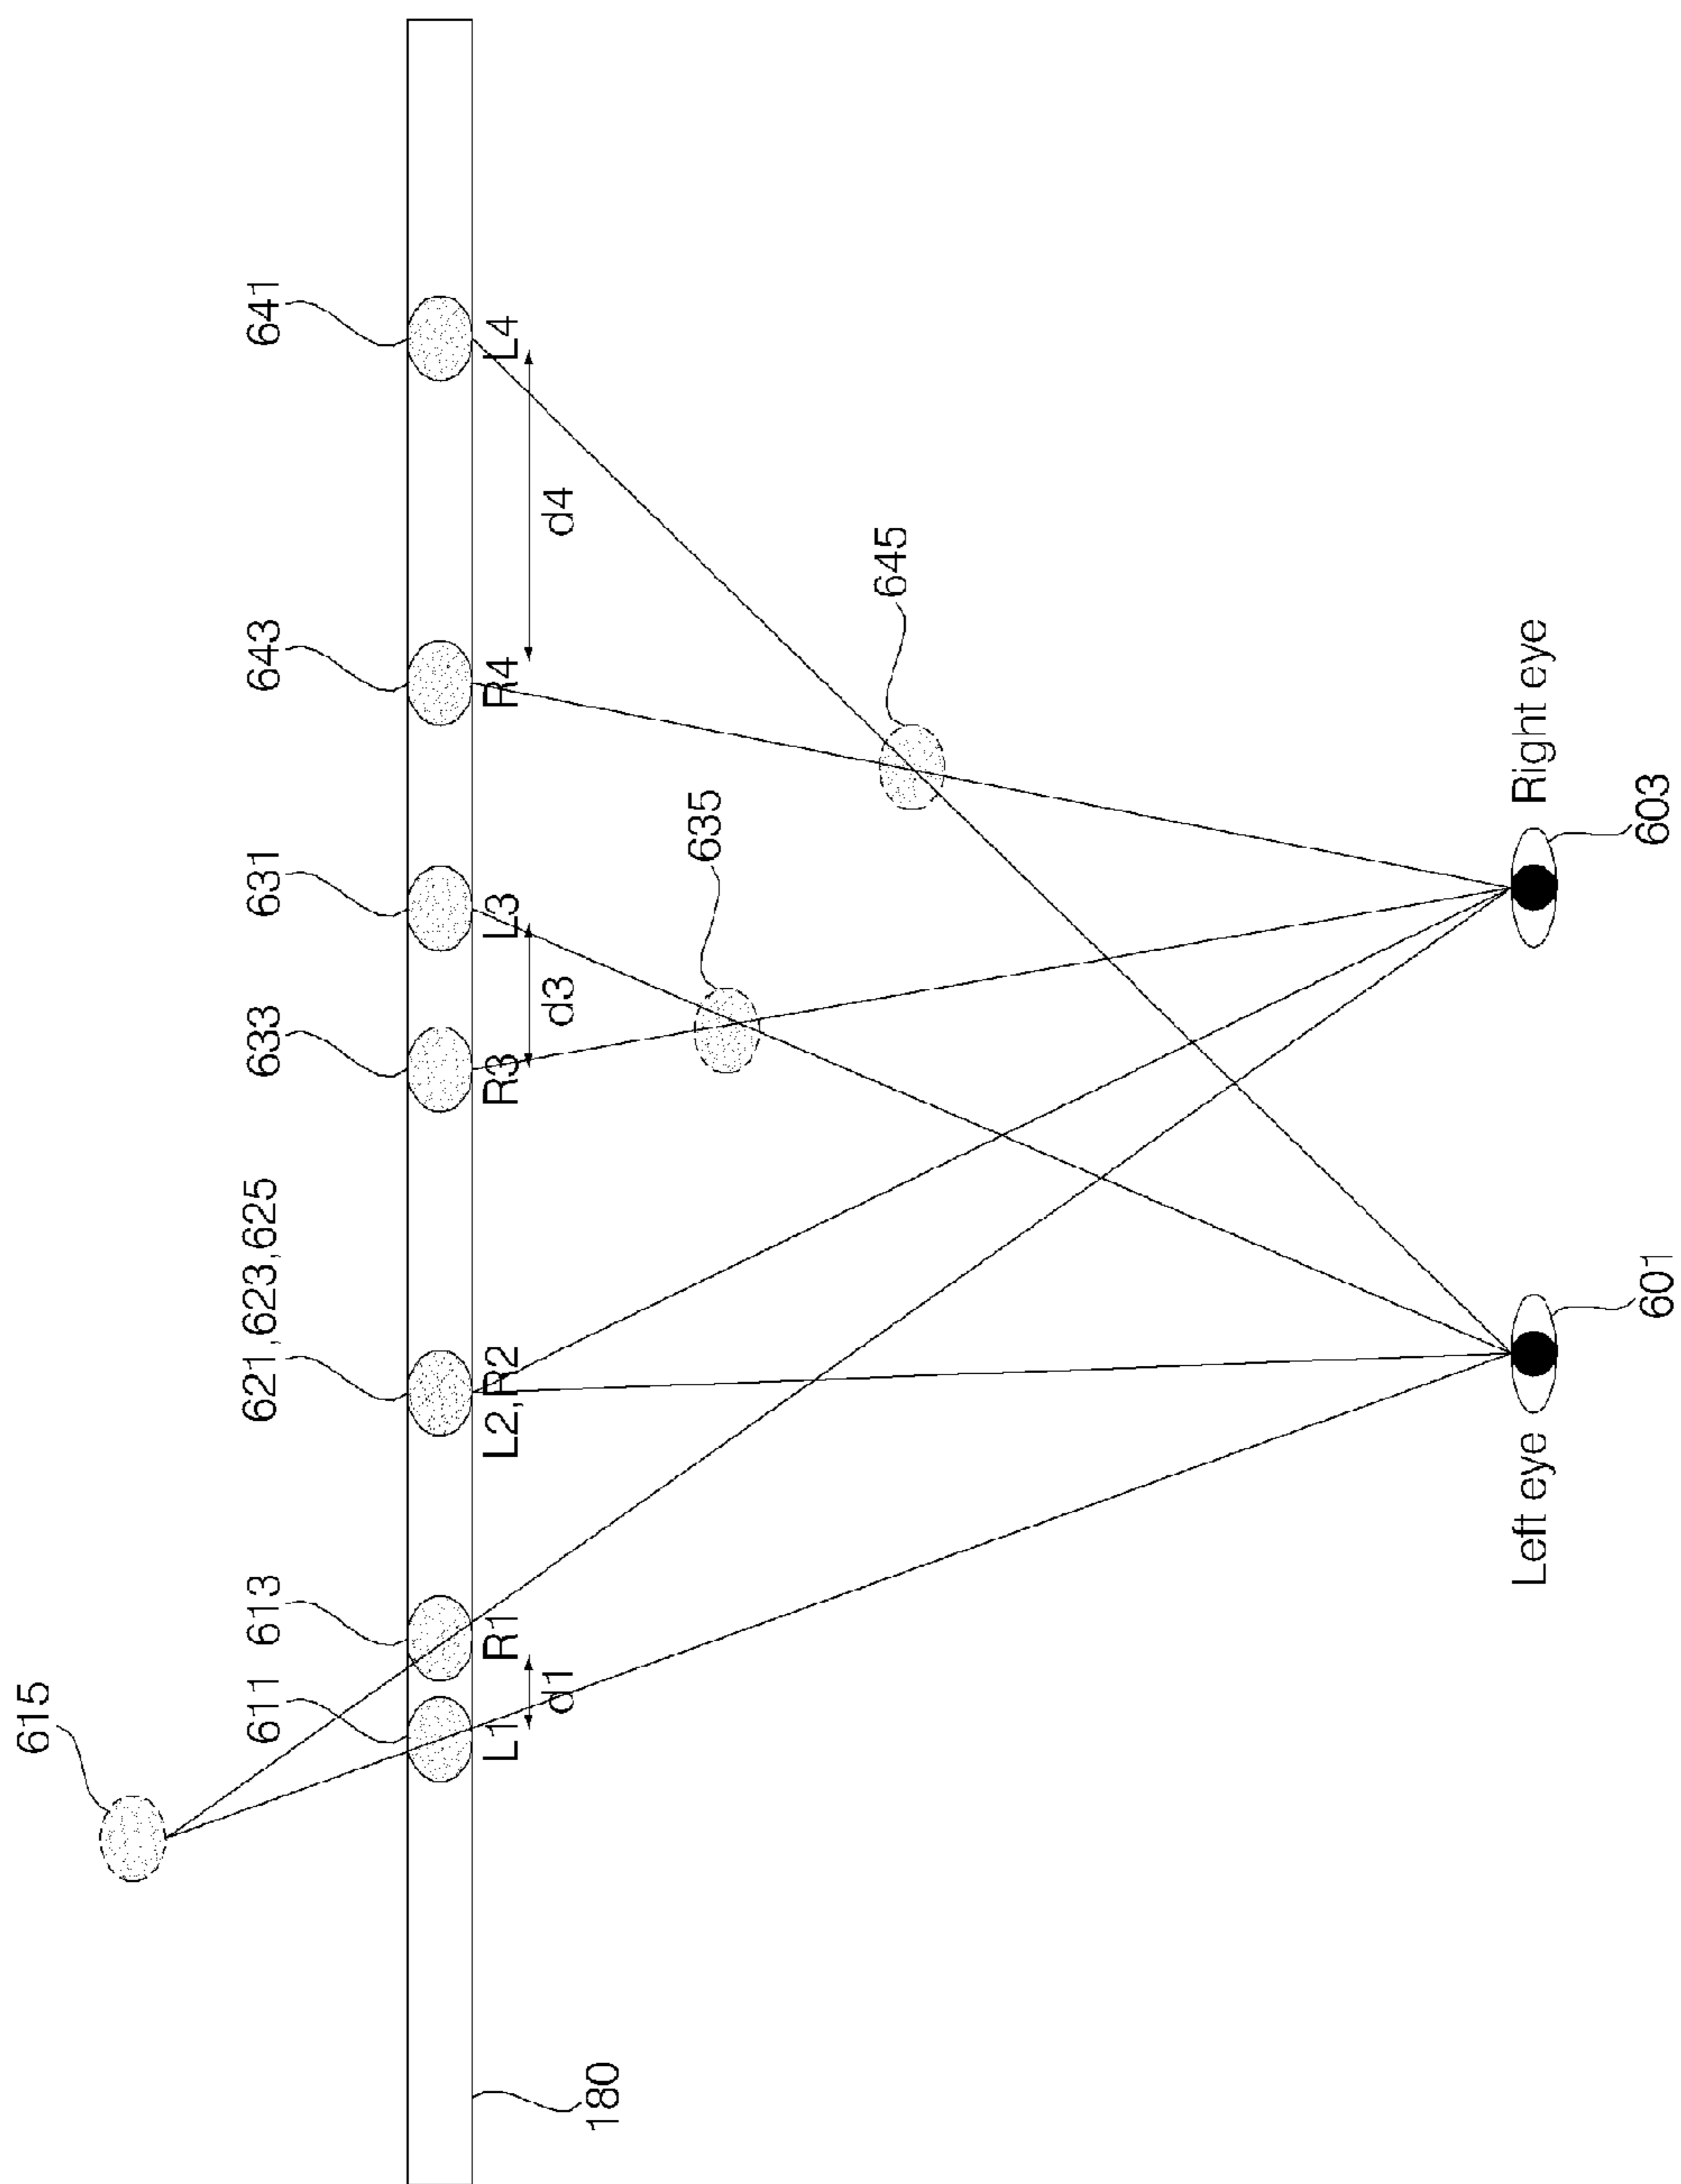 615
611
613
621,623,625
633
631
643
641
L1
R1
L2, R2
R3
L3
R4
L4
d1
d3
d4
180
635
645
Left eye
Right eye
601
603